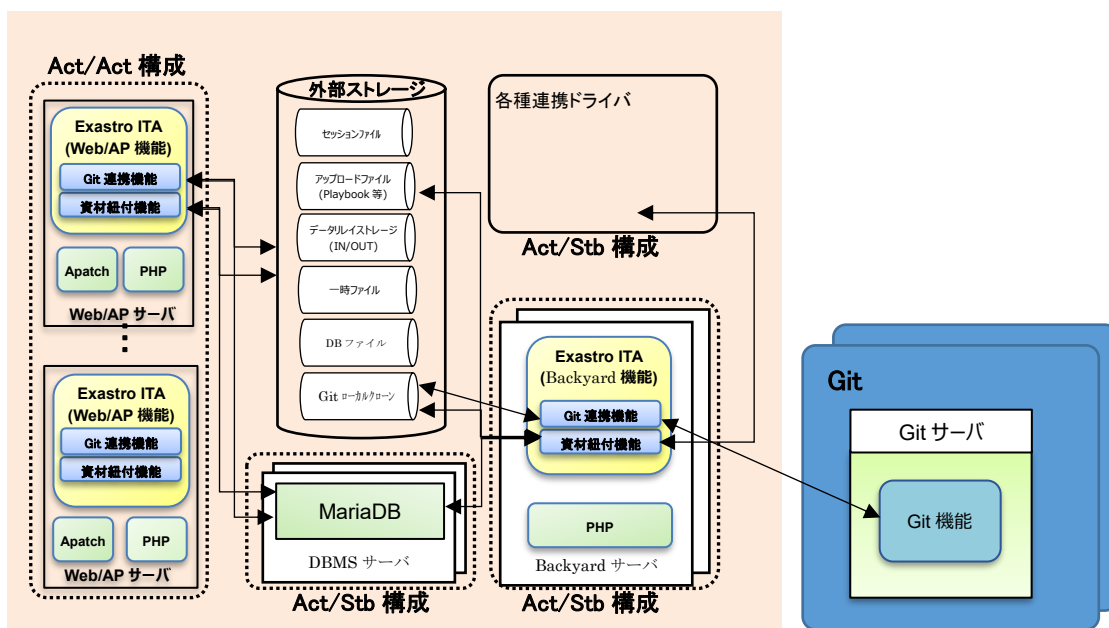 Act/Act 構成
Exastro ITA
(Web/AP 機能)
Git 連携機能
資材紐付機能
Apatch
PHP
Web/AP サーバ
Exastro ITA
(Web/AP 機能)
Git 連携機能
資材紐付機能
Apatch
PHP
Web/AP サーバ
外部ストレージ
セッションファイル
アップロードファイル
(Playbook 等)
データリレイストレージ
(IN/OUT)
一時ファイル
DB ファイル
Git ローカルクローン
MariaDB
DBMS サーバ
Act/Stb 構成
各種連携ドライバ
Act/Stb 構成
Exastro ITA
(Backyard 機能)
Git 連携機能
資材紐付機能
PHP
Backyard サーバ
Act/Stb 構成
Git
Git サーバ
Git 機能